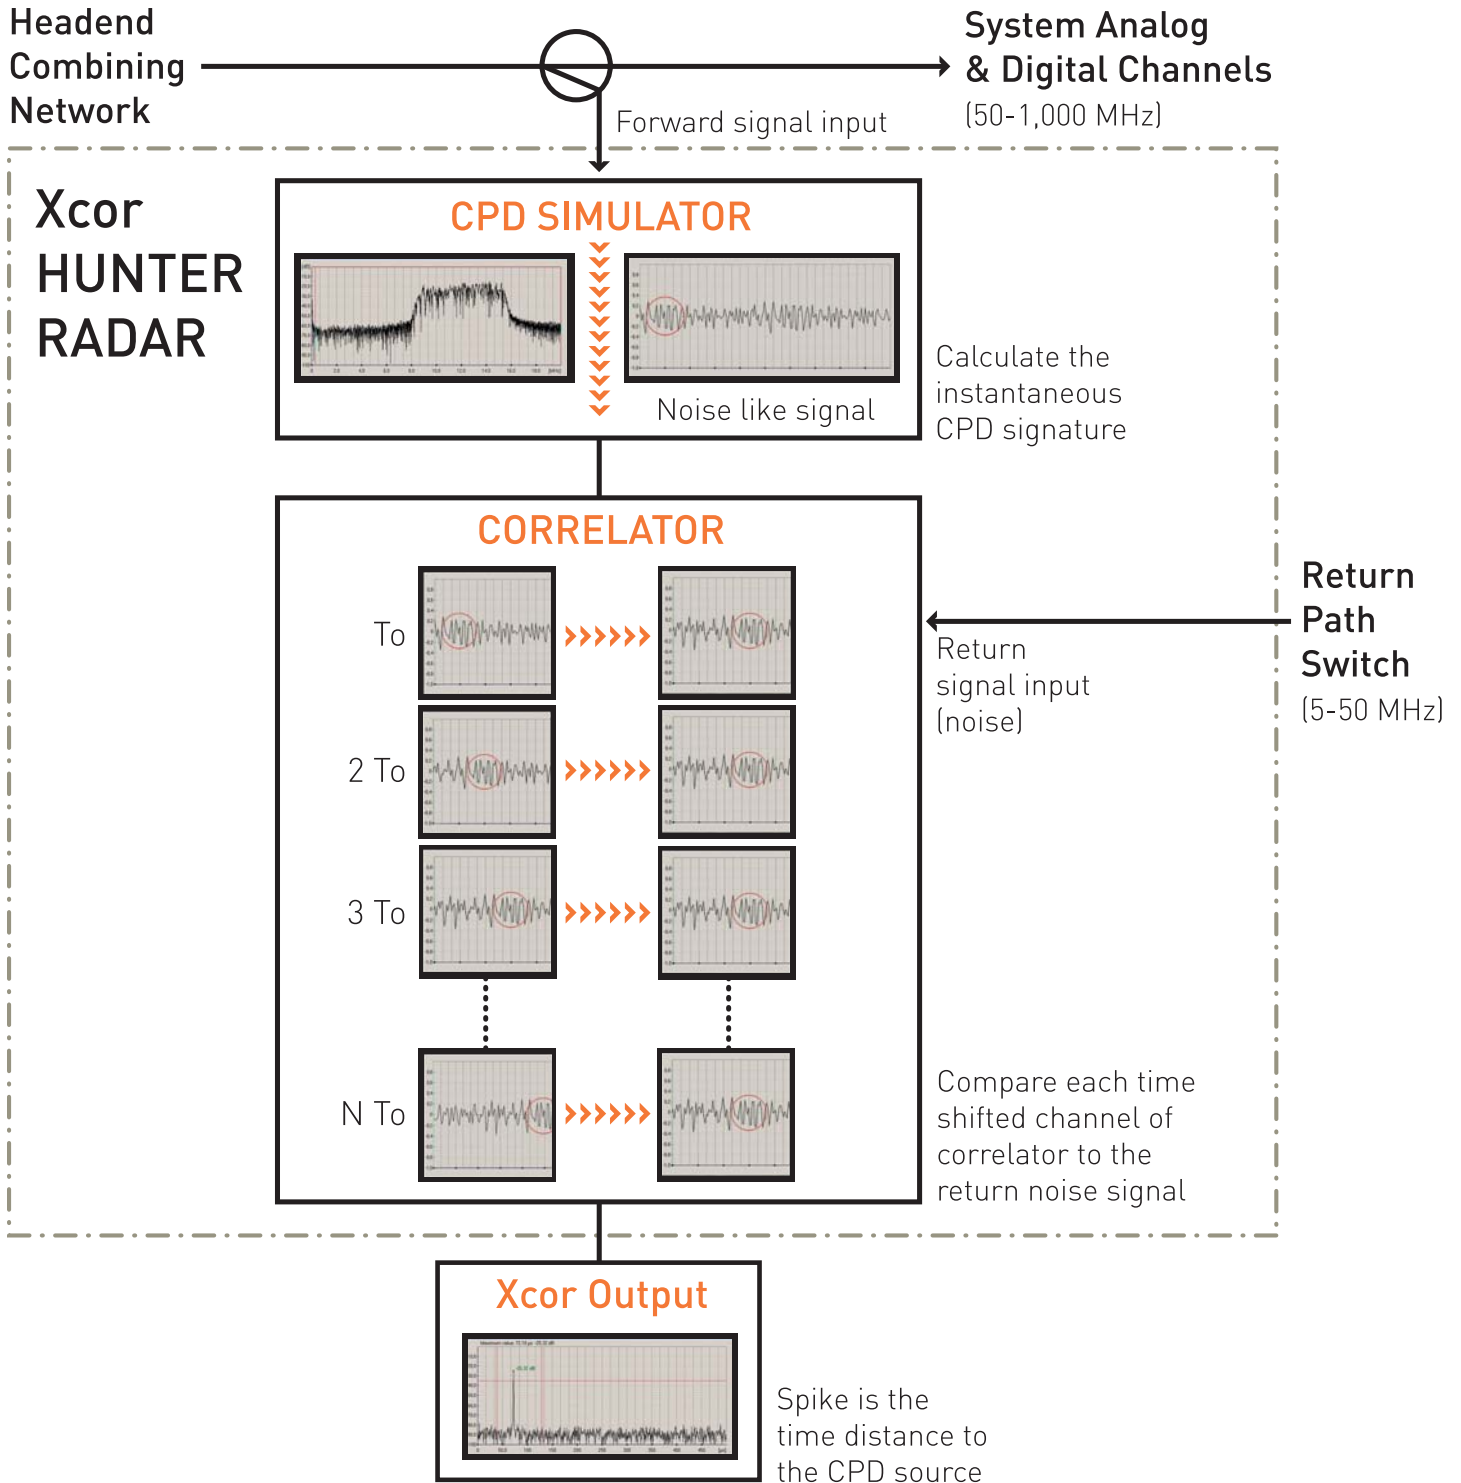 Headend
Combining
Network
System Analog
& Digital Channels
(50-1,000 MHz)
Forward signal input
Xcor
HUNTER
RADAR
CPD SIMULATOR
Noise like signal
Calculate the
instantaneous
CPD signature
CORRELATOR
To
2 To
3 To
N To
Return
signal input
(noise)
Return
Path
Switch
(5-50 MHz)
Compare each time
shifted channel of
correlator to the
return noise signal
Xcor Output
Spike is the
time distance to
the CPD source